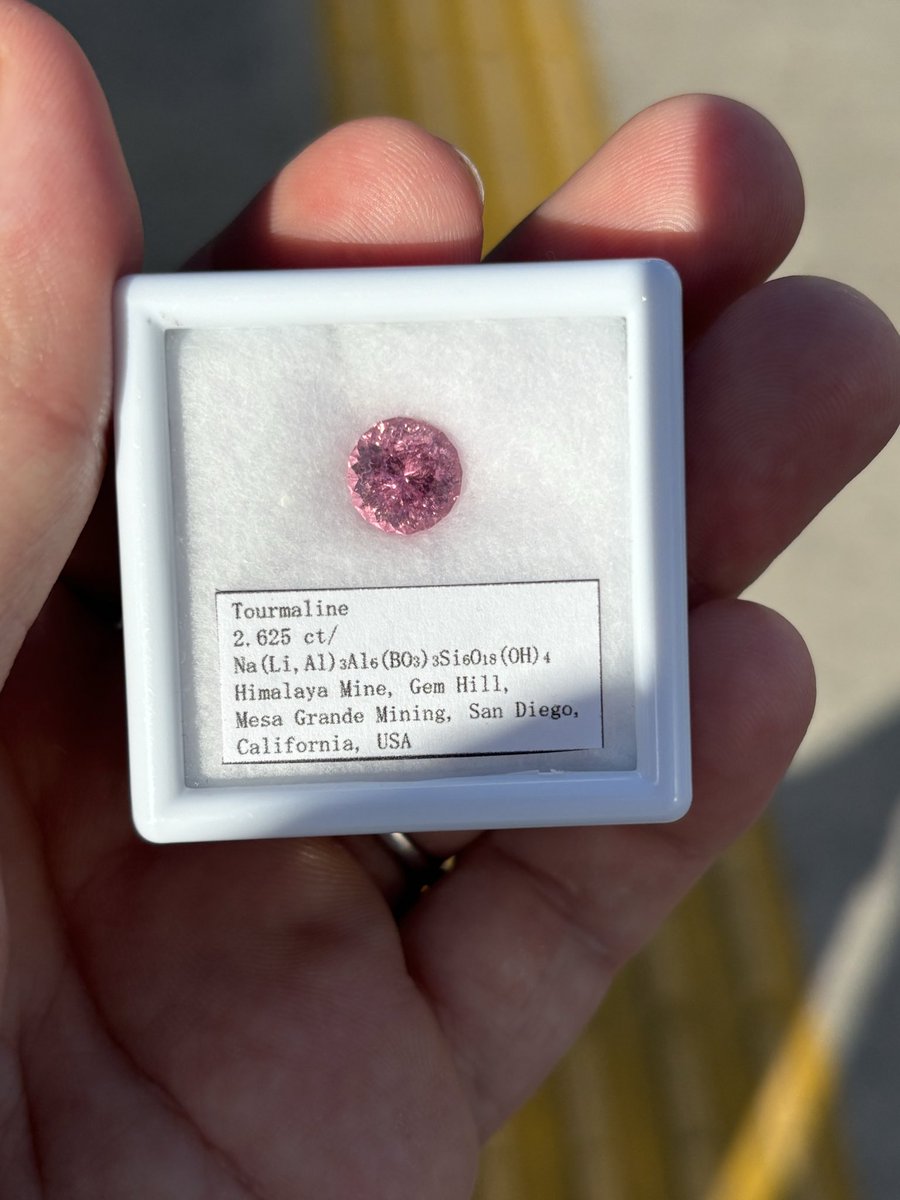 Tourmaline
2.625 ct/
Na(Li,Al)₃Al₆(BO₃)₃Si₆O₁₈(OH)₄
Himalaya Mine, Gem Hill,
Mesa Grande Mining, San Diego,
California, USA